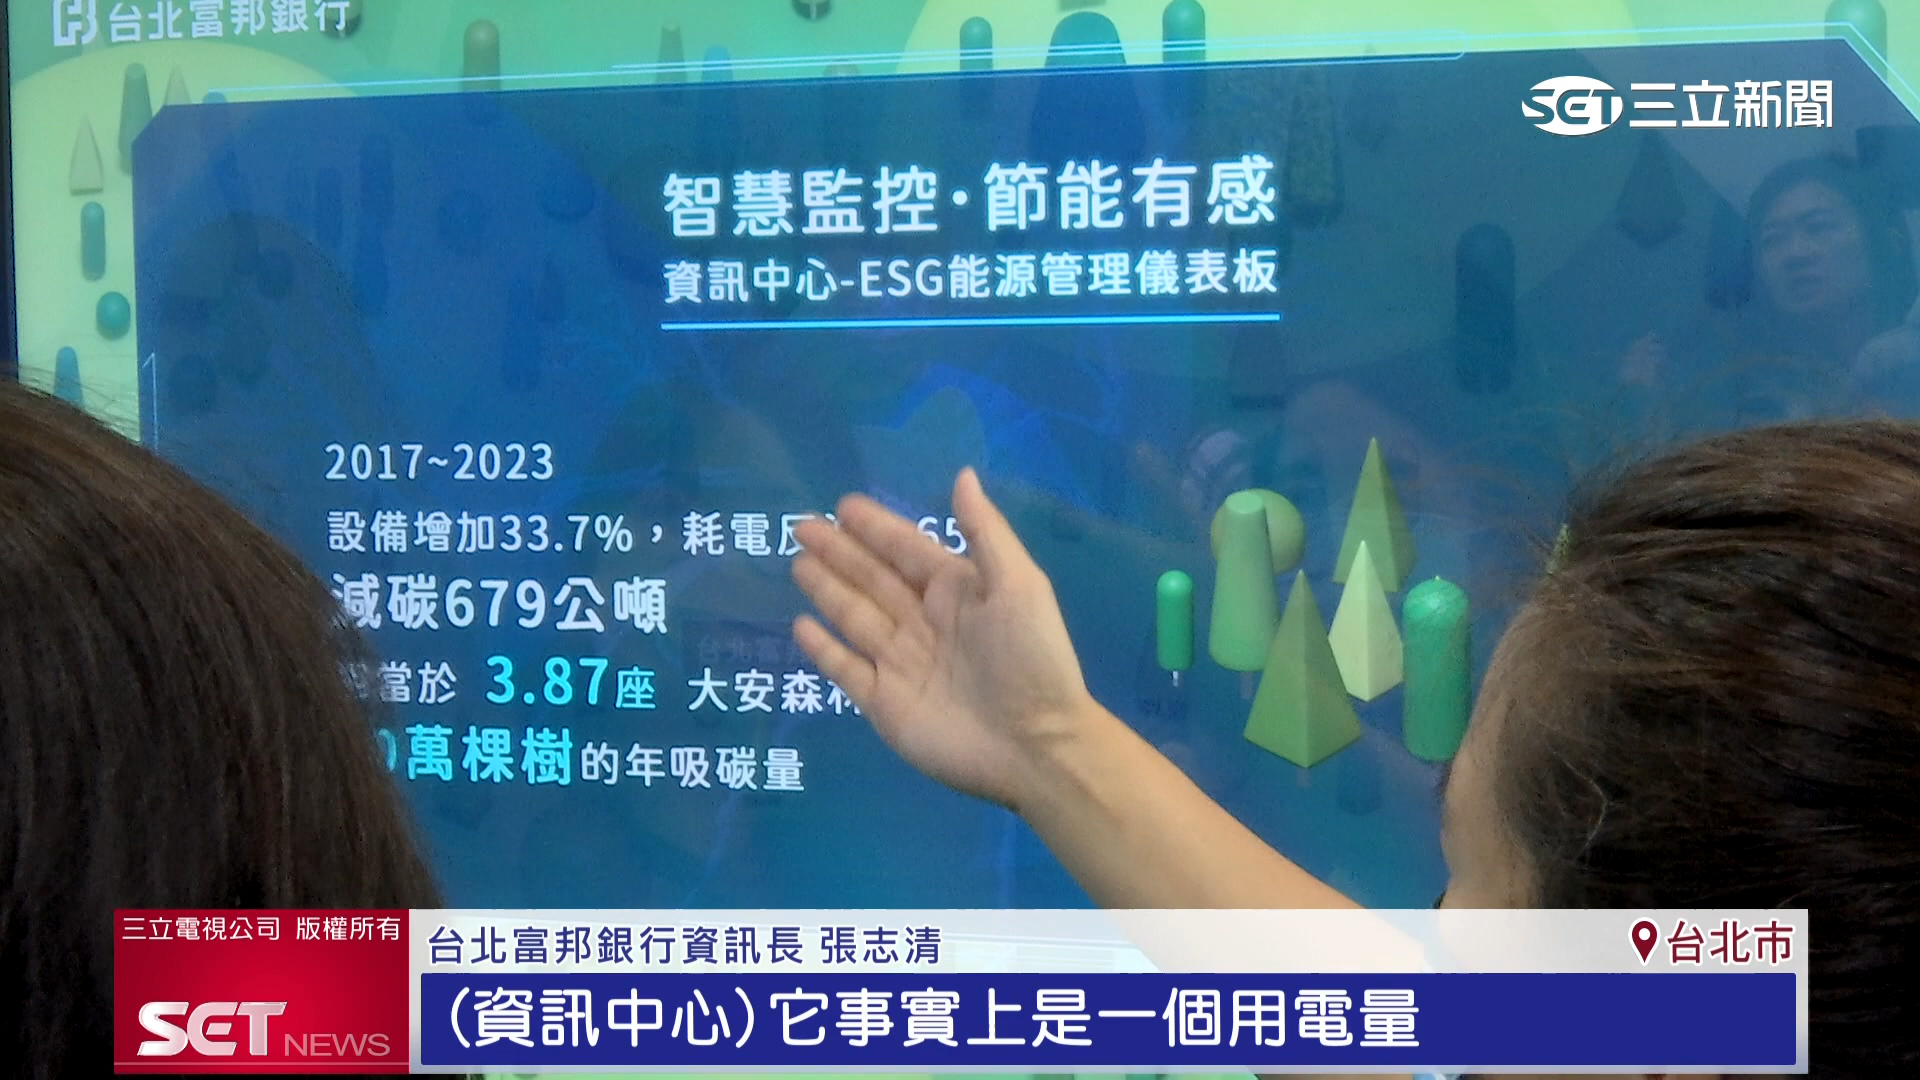 台北富邦銀行
SET三立新聞
智慧監控·節能有感
資訊中心-ESG能源管理儀表板
2017~2023
設備增加33.7%，耗電反 65
減碳679公噸
當於 3.87座 大安森
萬棵樹的年吸碳量
三立電視公司 版權所有
台北富邦銀行資訊長 張志清
台北市
SET NEWS
(資訊中心)它事實上是一個用電量